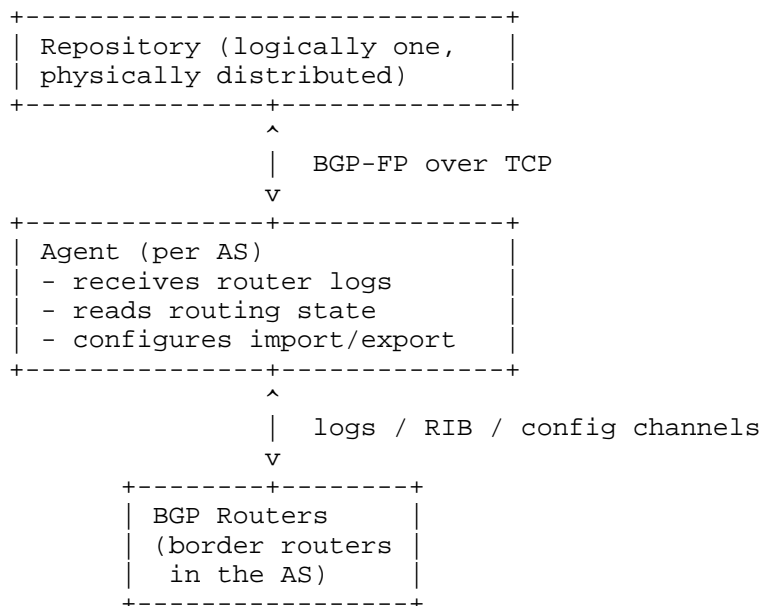 +-------------------------------+
| Repository (logically one,    |
| physically distributed)       |
+---------------+---------------+
                ^
                |  BGP-FP over TCP
                v
+---------------+---------------+
| Agent (per AS)                |
| - receives router logs        |
| - reads routing state         |
| - configures import/export    |
+---------------+---------------+
                ^
                |  logs / RIB / config channels
                v
       +--------+--------+
       | BGP Routers     |
       | (border routers |
       |  in the AS)     |
       +-----------------+